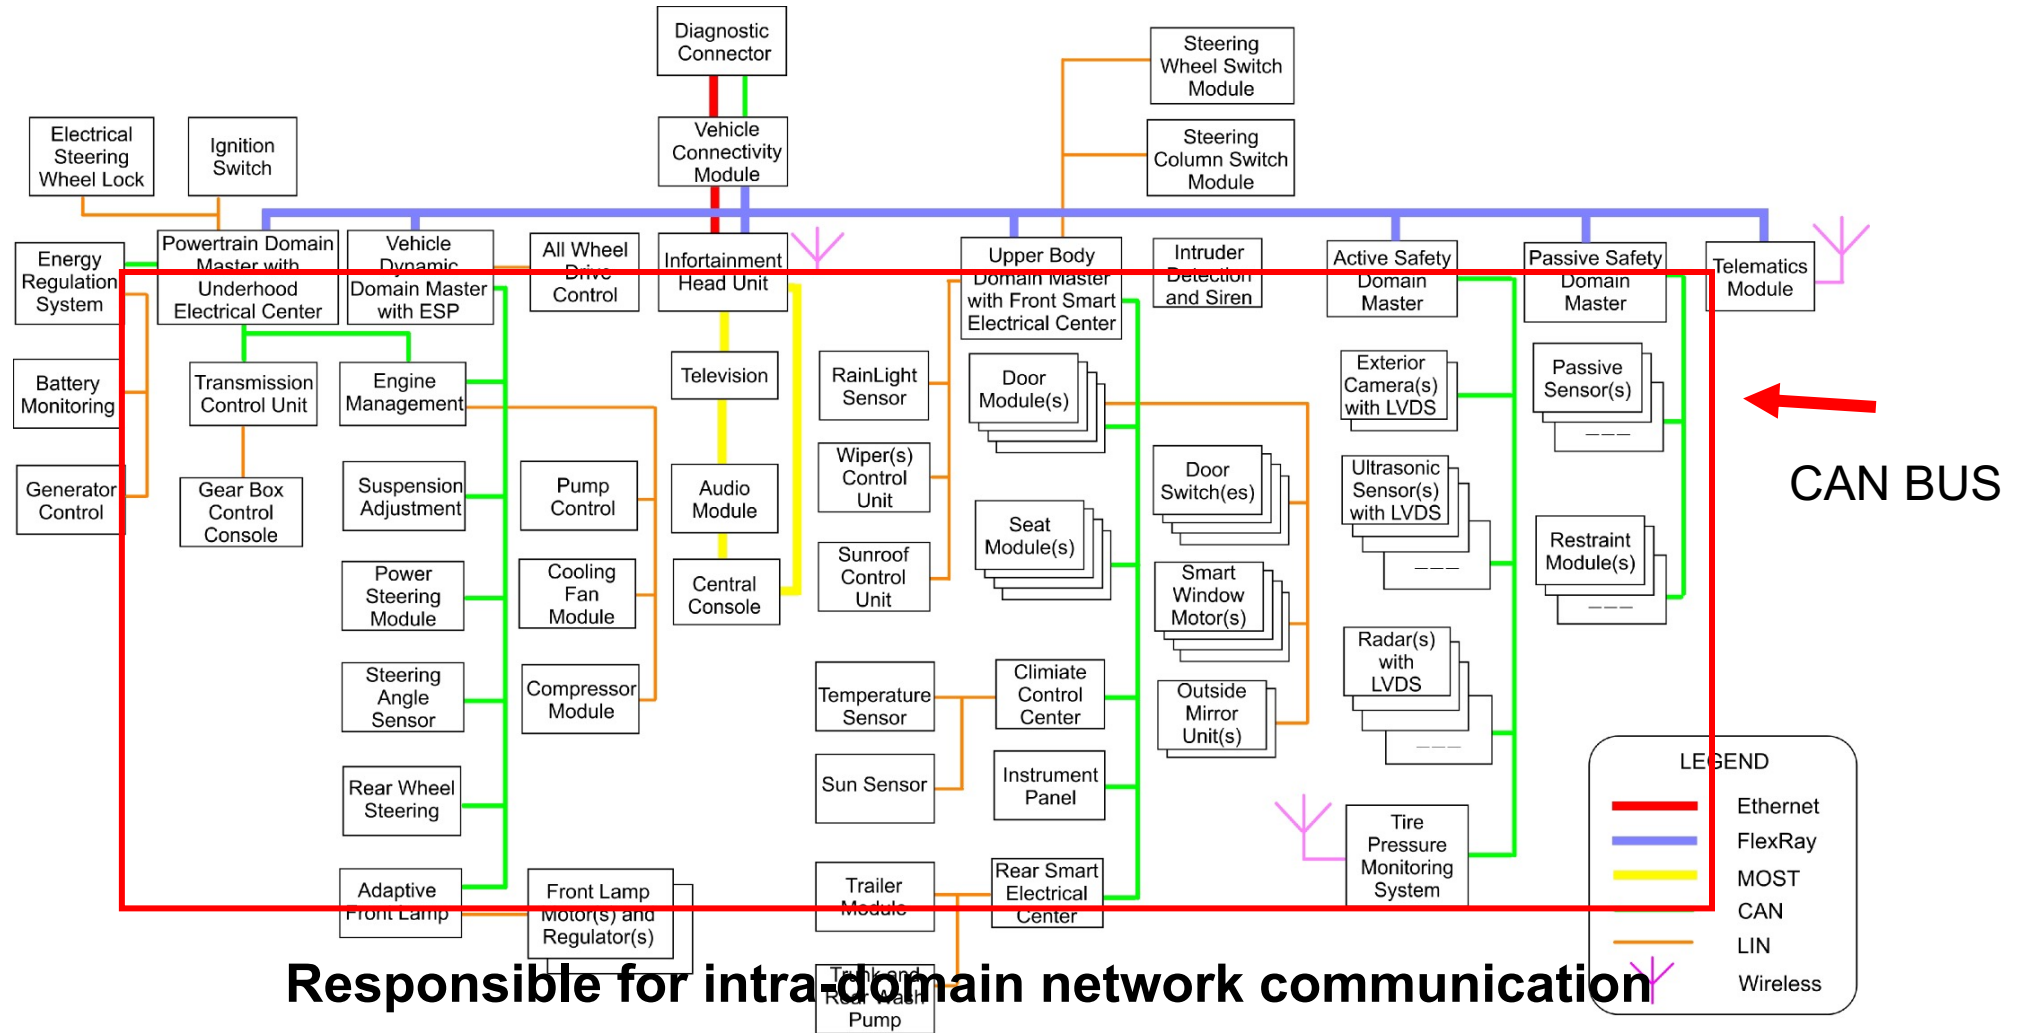 Diagnostic
Connector
Steering
Wheel Switch
Module
Electrical
Steering
Wheel Lock
Ignition
Switch
Vehicle
Connectivity
Module
Steering
Column Switch
Module
Energy
Regulation
System
Powertrain Domain
Master with
Underhood
Electrical Center
Vehicle
Dynamic
Domain Master
with ESP
All Wheel
Drive
Control
Infortainment
Head Unit
Upper Body
Domain Master
with Front Smart
Electrical Center
Intruder
Detection
and Siren
Active Safety
Domain
Master
Passive Safety
Domain
Master
Telematics
Module
Battery
Monitoring
Transmission
Control Unit
Engine
Management
Television
RainLight
Sensor
Door
Module(s)
Exterior
Camera(s)
with LVDS
Passive
Sensor(s)
CAN BUS
Generator
Control
Gear Box
Control
Console
Suspension
Adjustment
Pump
Control
Audio
Module
Wiper(s)
Control
Unit
Seat
Module(s)
Door
Switch(es)
Ultrasonic
Sensor(s)
with LVDS
Restraint
Module(s)
Power
Steering
Module
Cooling
Fan
Module
Central
Console
Sunroof
Control
Unit
Smart
Window
Motor(s)
Radar(s)
with
LVDS
Steering
Angle
Sensor
Compressor
Module
Temperature
Sensor
Climiate
Control
Center
Outside
Mirror
Unit(s)
Rear Wheel
Steering
Sun Sensor
Instrument
Panel
Tire
Pressure
Monitoring
System
Adaptive
Front Lamp
Front Lamp
Motor(s) and
Regulator(s)
Trailer
Module
Rear Smart
Electrical
Center
Trunk and
Rear Wash
Pump
LEGEND
Ethernet
FlexRay
MOST
CAN
LIN
Wireless
Responsible for intra-domain network communication